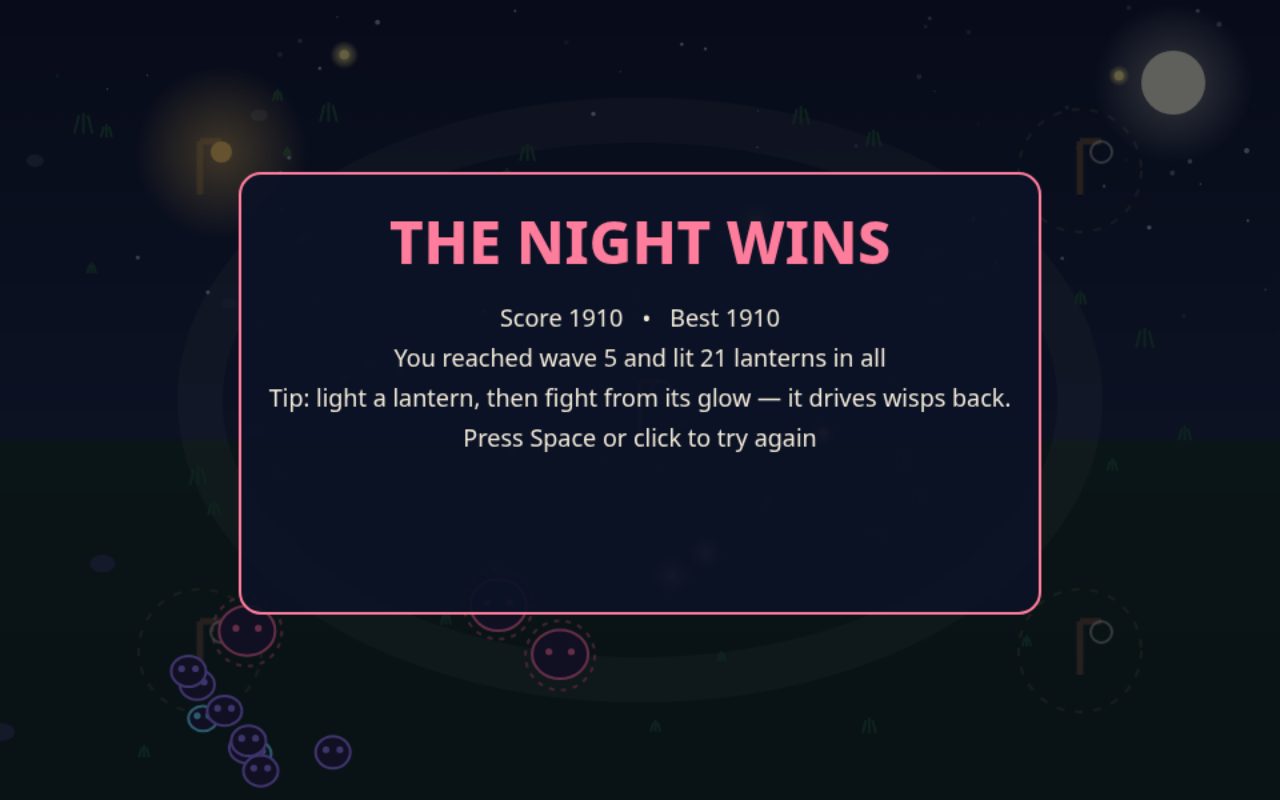 THE NIGHT WINS
Score 1910 • Best 1910
You reached wave 5 and lit 21 lanterns in all
Tip: light a lantern, then fight from its glow — it drives wisps back.
Press Space or click to try again